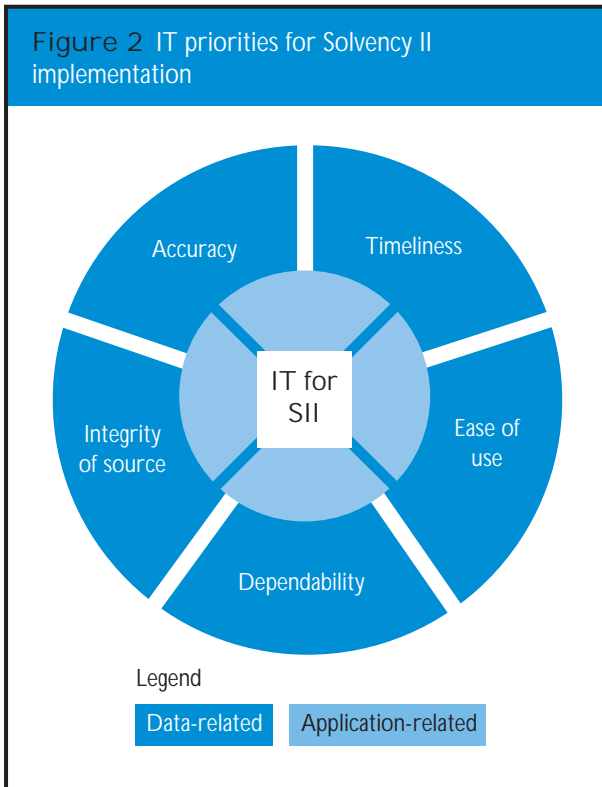 Figure 2 IT priorities for Solvency II
implementation
Accuracy
Timeliness
IT for
SII
Integrity
of source
Ease of
use
Dependability
Legend
Data-related
Application-related